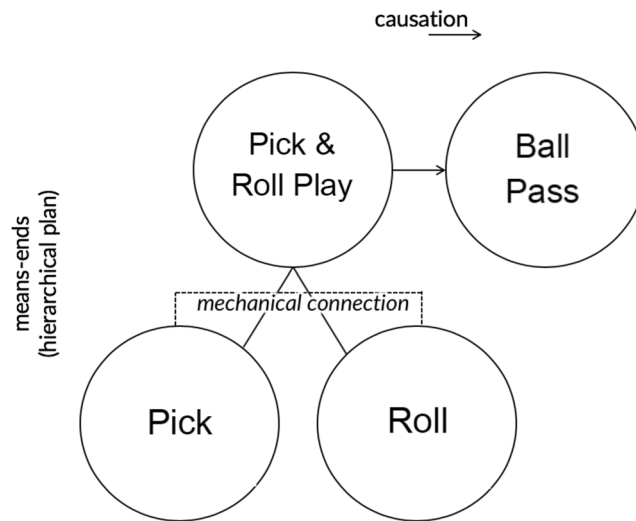 causation
Pick &
Roll Play
Ball
Pass
means-ends
(hierarchical plan)
mechanical connection
Pick
Roll